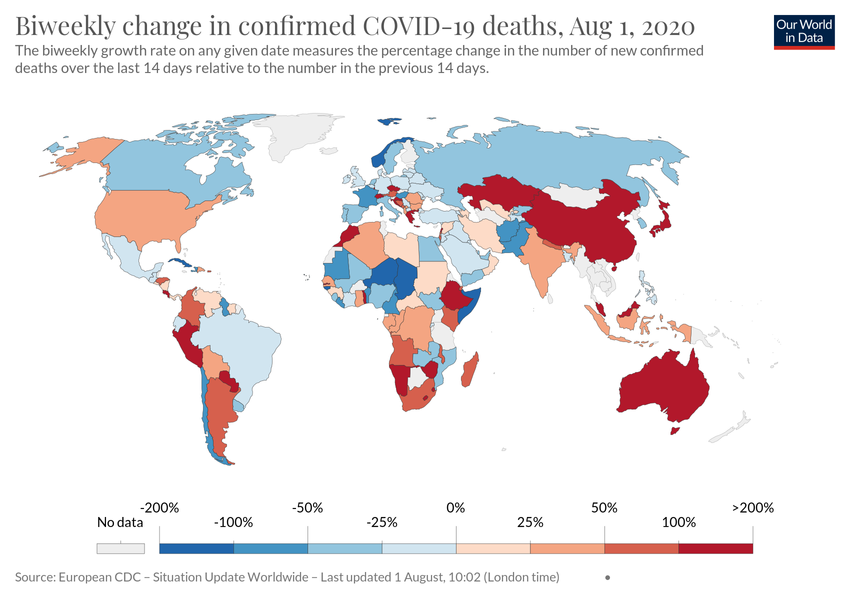 Biweekly change in confirmed COVID-19 deaths, Aug 1, 2020
Our World
in Data
The biweekly growth rate on any given date measures the percentage change in the number of new confirmed
deaths over the last 14 days relative to the number in the previous 14 days.
-200% -50% 0% 50% >200%
No data -100% -25% 25% 100%
Source: European CDC – Situation Update Worldwide – Last updated 1 August, 10:02 (London time)